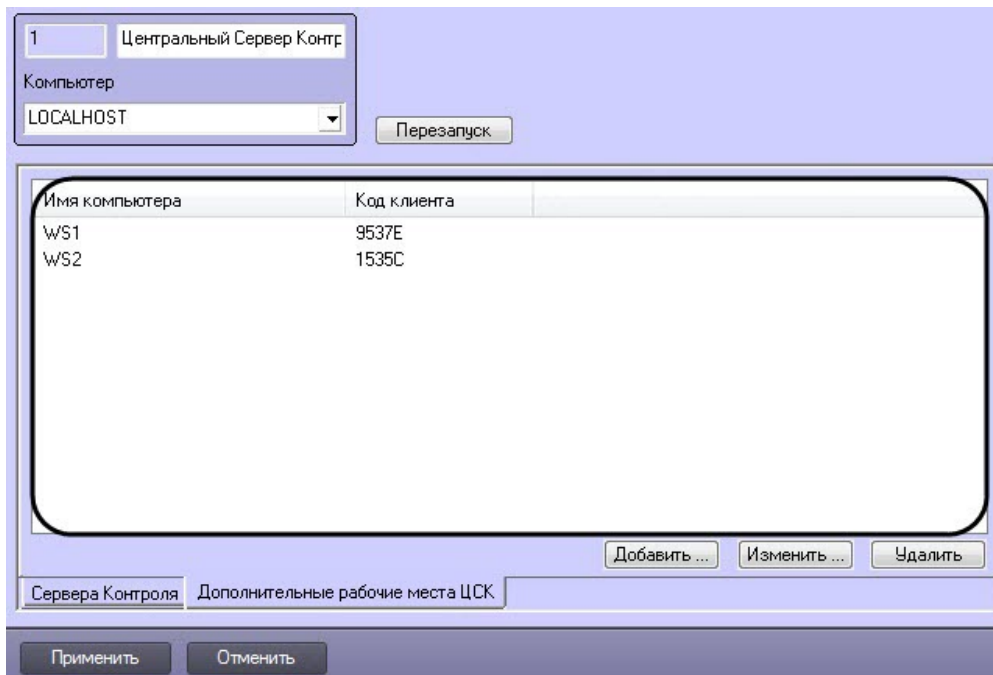 1 Центральный Сервер Контр
Компьютер
LOCALHOST
Перезапуск
Имя компьютера Код клиента
WS1 9537E
WS2 1535C
Добавить ... Изменить ... Удалить
Сервера Контроля Дополнительные рабочие места ЦСК
Применить Отменить